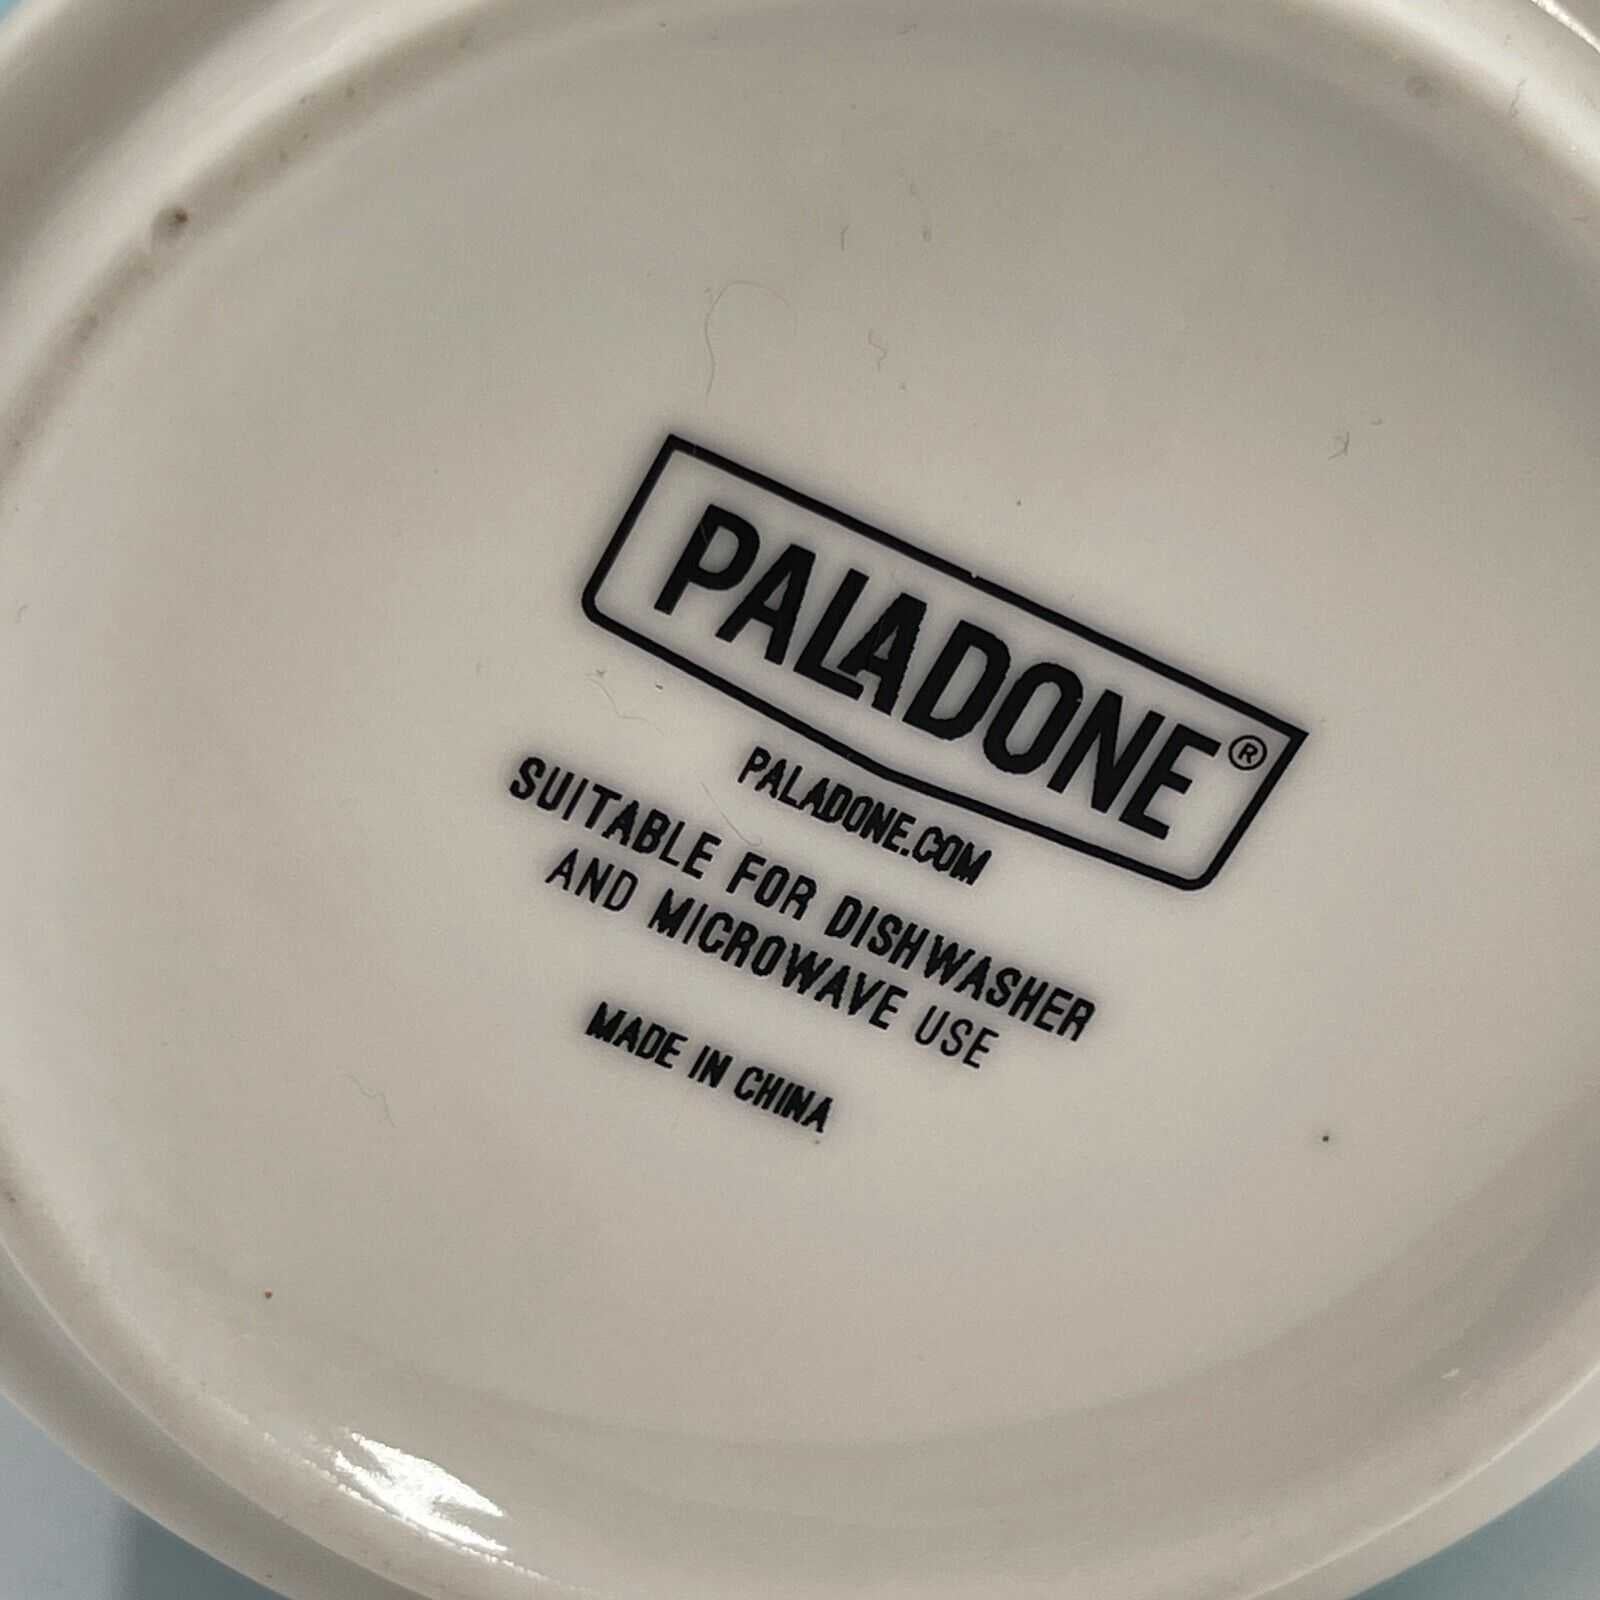 PALADONE®
PALADONE.COM
SUITABLE FOR DISHWASHER
AND MICROWAVE USE
MADE IN CHINA